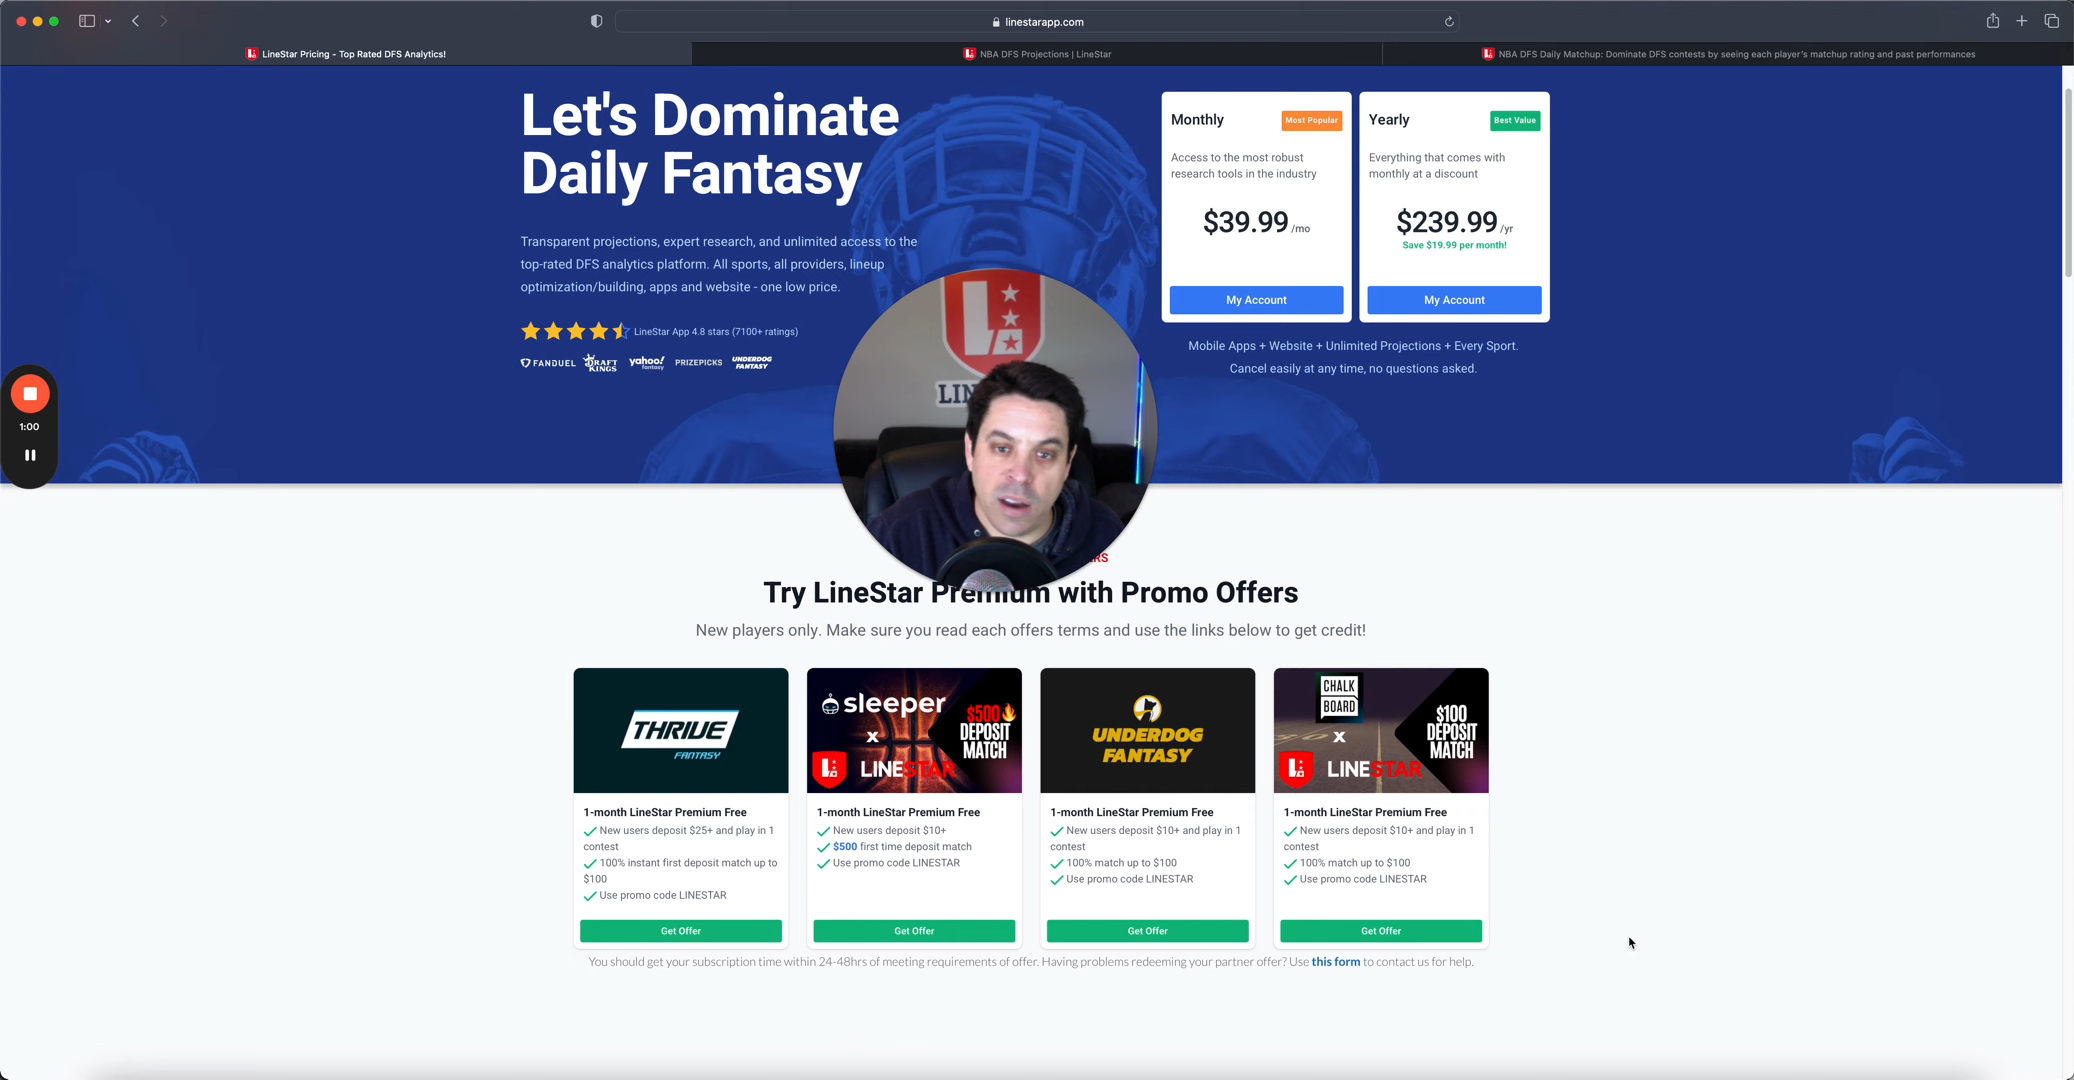 linestarapp.com
LineStar Pricing - Top Rated DFS Analytics!
NBA DFS Projections | LineStar
NBA DFS Daily Matchup: Dominate DFS contests by seeing each player's matchup rating and past performances
Let's Dominate
Daily Fantasy
Transparent projections, expert research, and unlimited access to the
top-rated DFS analytics platform. All sports, all providers, lineup
optimization/building, apps and website - one low price.
LineStar App 4.8 stars (7100+ ratings)
FANDUEL DRAFT KINGS yahoo! fantasy PRIZEPICKS UNDERDOG FANTASY
Monthly
Most Popular
Access to the most robust
research tools in the industry
$39.99 /mo
My Account
Yearly
Best Value
Everything that comes with
monthly at a discount
$239.99 /yr
Save $19.99 per month!
My Account
Mobile Apps + Website + Unlimited Projections + Every Sport.
Cancel easily at any time, no questions asked.
1:00
Try LineStar Premium with Promo Offers
New players only. Make sure you read each offers terms and use the links below to get credit!
THRIVE
FANTASY
1-month LineStar Premium Free
New users deposit $25+ and play in 1
contest
100% instant first deposit match up to
$100
Use promo code LINESTAR
Get Offer
sleeper
x
LINESTAR
$500
DEPOSIT
MATCH
1-month LineStar Premium Free
New users deposit $10+
$500 first time deposit match
Use promo code LINESTAR
Get Offer
UNDERDOG
FANTASY
1-month LineStar Premium Free
New users deposit $10+ and play in 1
contest
100% match up to $100
Use promo code LINESTAR
Get Offer
CHALK
BOARD
x
LINESTAR
$100
DEPOSIT
MATCH
1-month LineStar Premium Free
New users deposit $10+ and play in 1
contest
100% match up to $100
Use promo code LINESTAR
Get Offer
You should get your subscription time within 24-48hrs of meeting requirements of offer. Having problems redeeming your partner offer? Use this form to contact us for help.